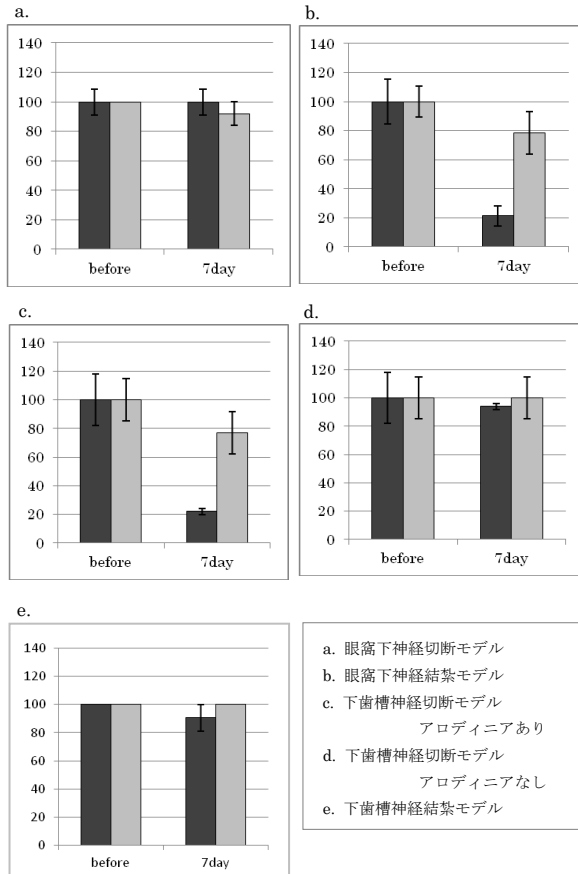 a.
140
120
100
80
60
40
20
0
before 7day
b.
140
120
100
80
60
40
20
0
before 7day
c.
140
120
100
80
60
40
20
0
before 7day
d.
140
120
100
80
60
40
20
0
before 7day
e.
140
120
100
80
60
40
20
0
before 7day
a. 眼窩下神経切断モデル
b. 眼窩下神経結紮モデル
c. 下歯槽神経切断モデル
アロディニアあり
d. 下歯槽神経切断モデル
アロディニアなし
e. 下歯槽神経結紮モデル